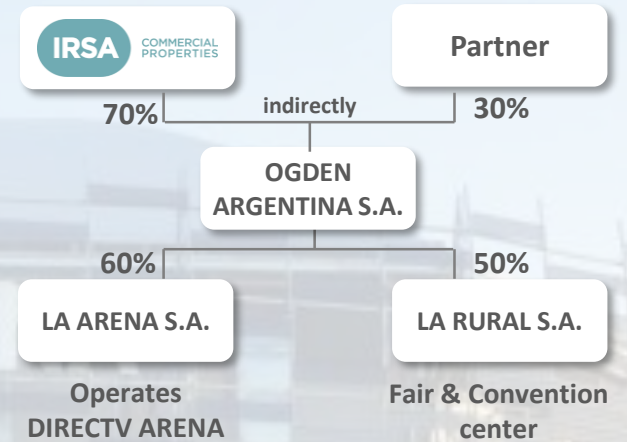 IRSA COMMERCIAL
PROPERTIES
Partner
70% indirectly 30%
OGDEN
ARGENTINA S.A.
60% 50%
LA ARENA S.A. LA RURAL S.A.
Operates
DIRECTV ARENA
Fair & Convention
center